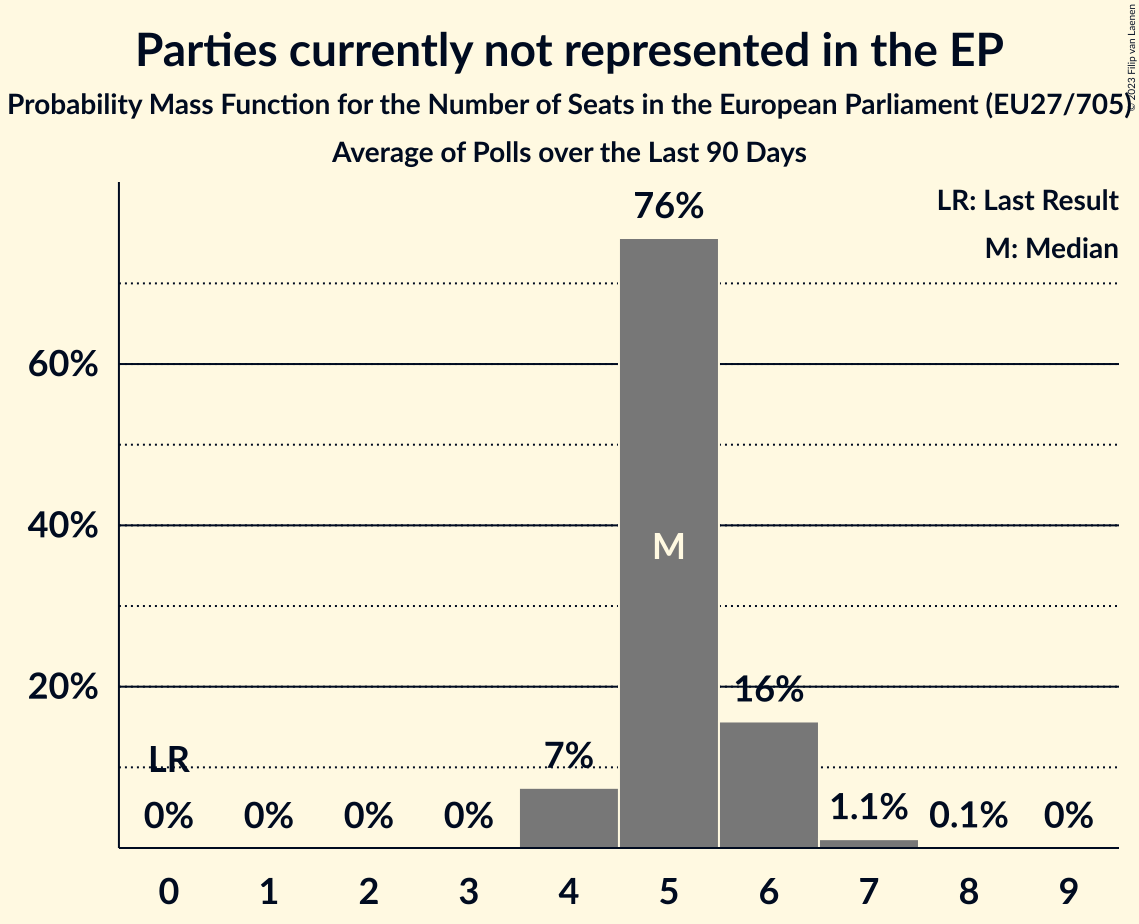 Parties currently not represented in the EP
Probability Mass Function for the Number of Seats in the European Parliament (EU27/705)
Average of Polls over the Last 90 Days
© 2023 Filip van Laenen
LR: Last Result
M: Median
60%
40%
20%
76%
M
16%
LR
7%
0%
0%
0%
0%
1.1%
0.1%
0%
0 1 2 3 4 5 6 7 8 9